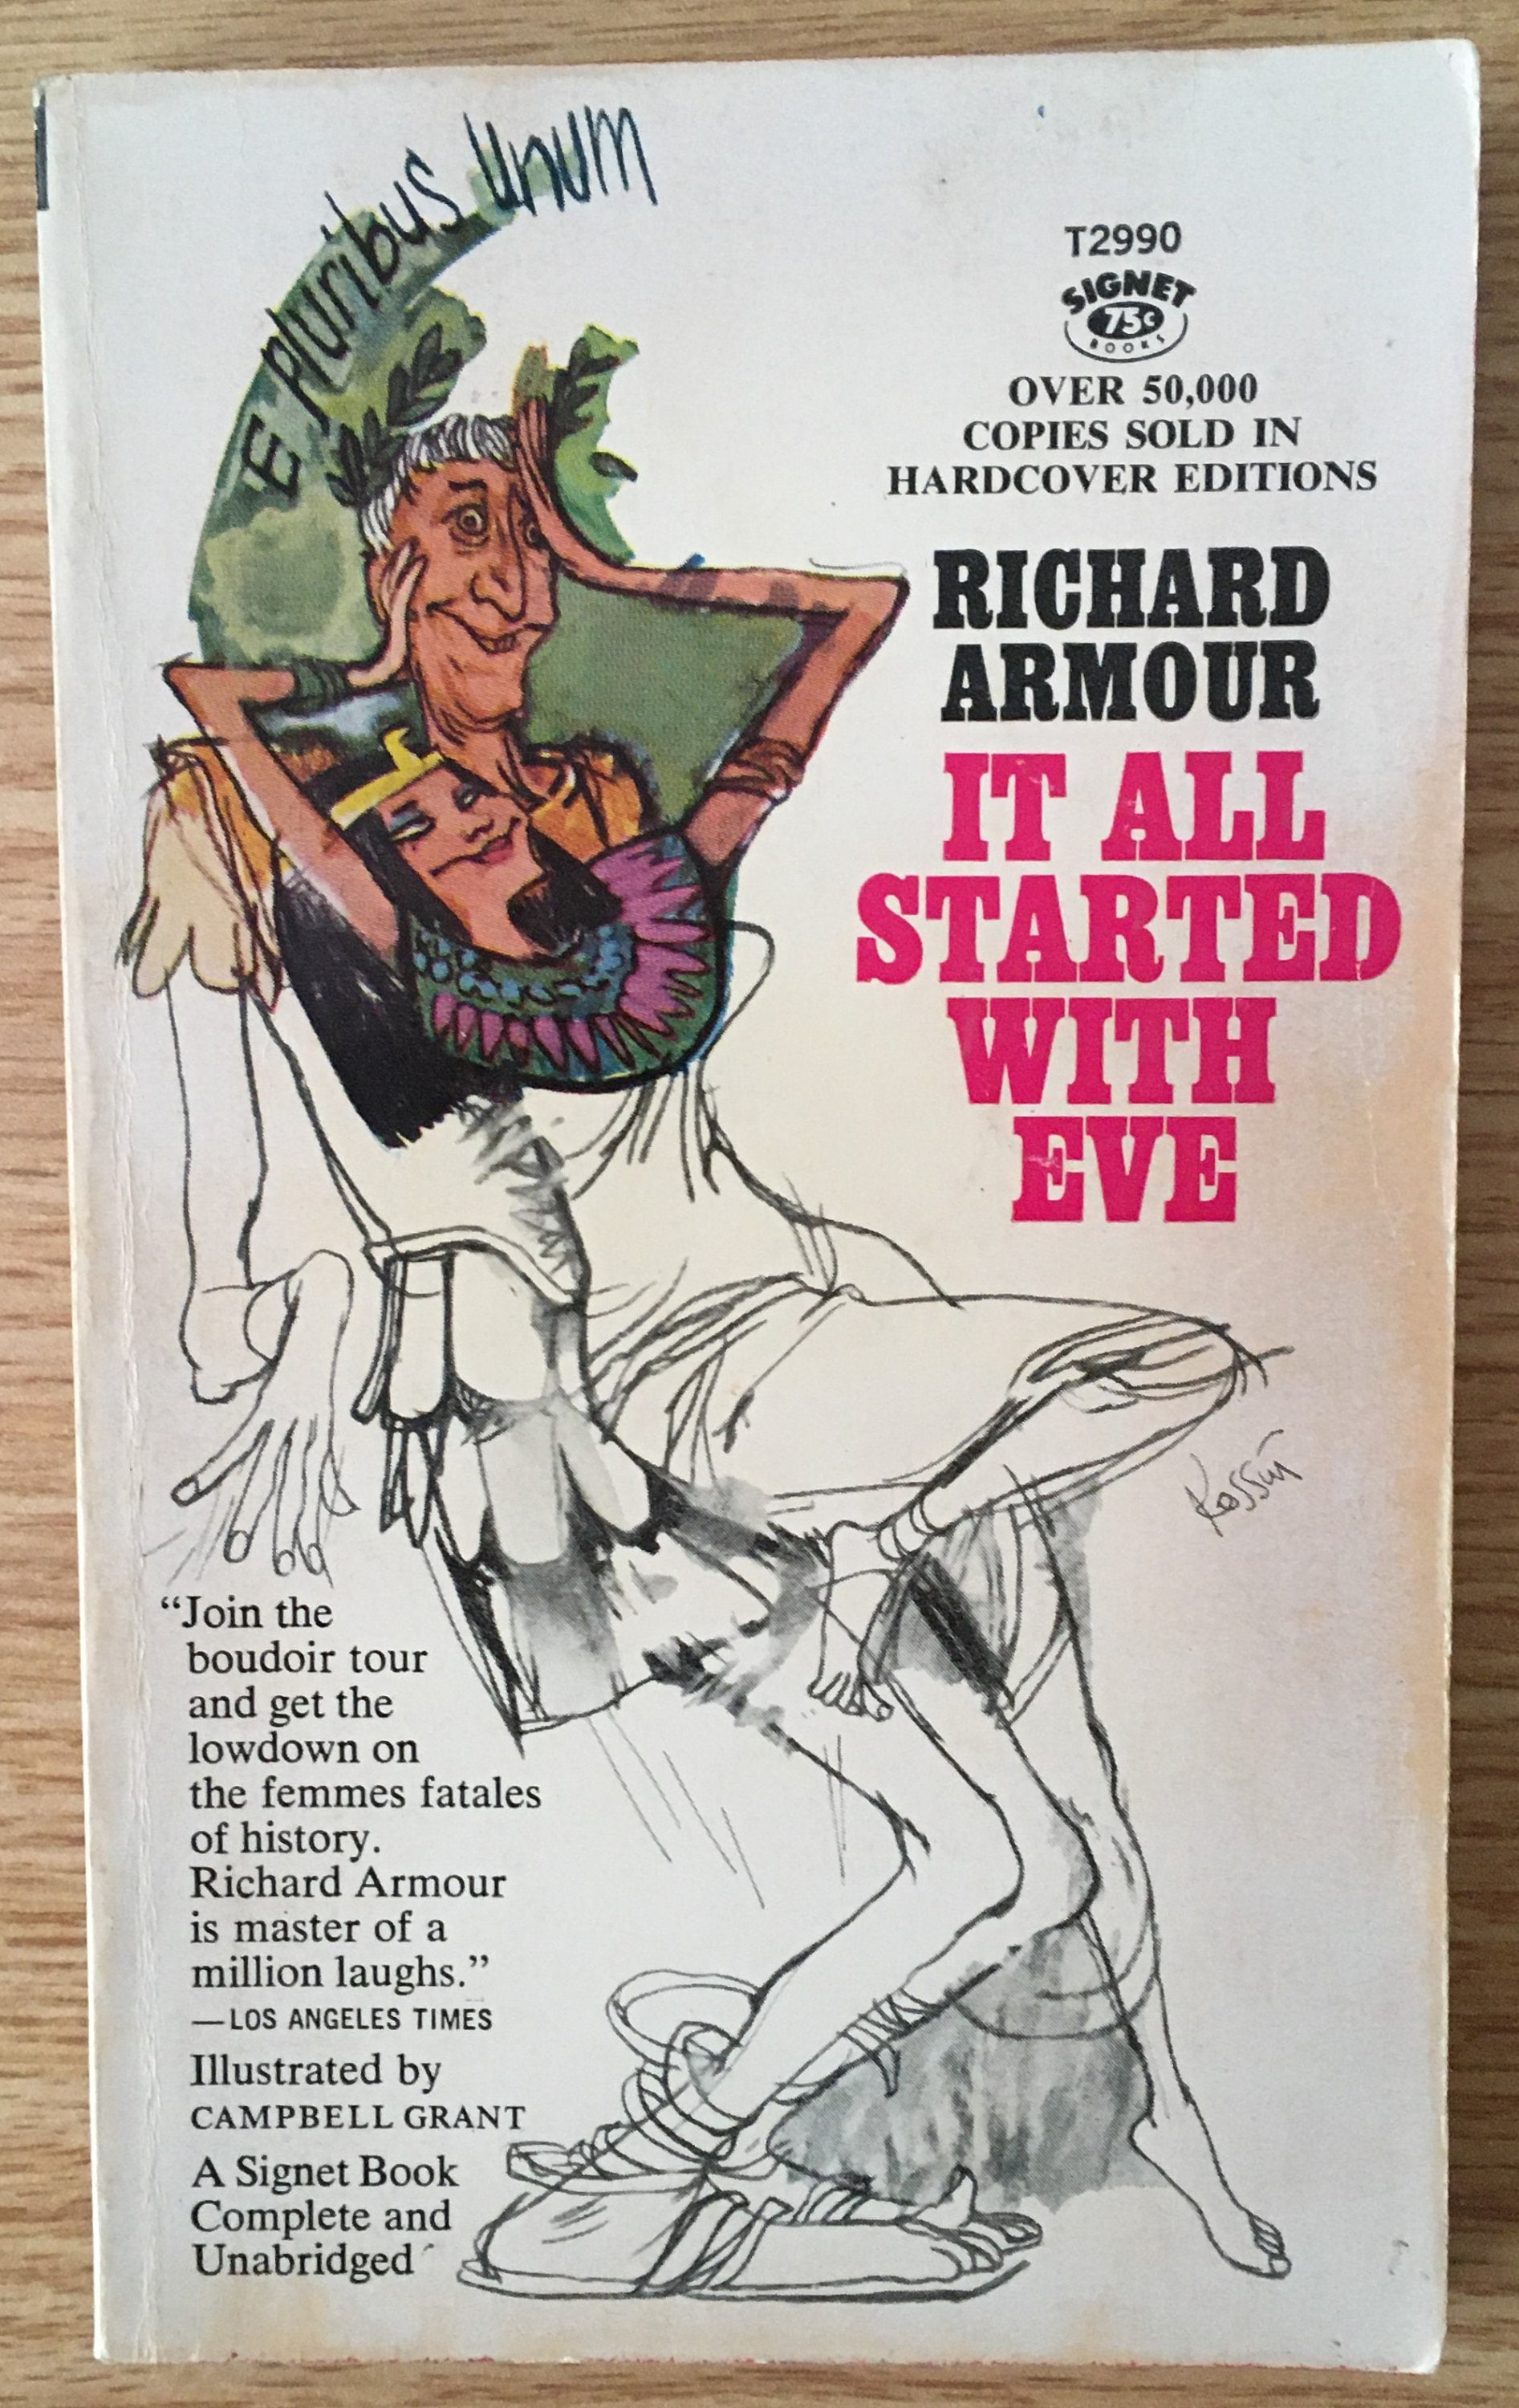 E Pluribus Unum
T2990
SIGNET
75¢
BOOKS
OVER 50,000
COPIES SOLD IN
HARDCOVER EDITIONS
RICHARD
ARMOUR
IT ALL
STARTED
WITH
EVE
Kossin
“Join the
boudoir tour
and get the
lowdown on
the femmes fatales
of history.
Richard Armour
is master of a
million laughs.”
—LOS ANGELES TIMES
Illustrated by
CAMPBELL GRANT
A Signet Book
Complete and
Unabridged